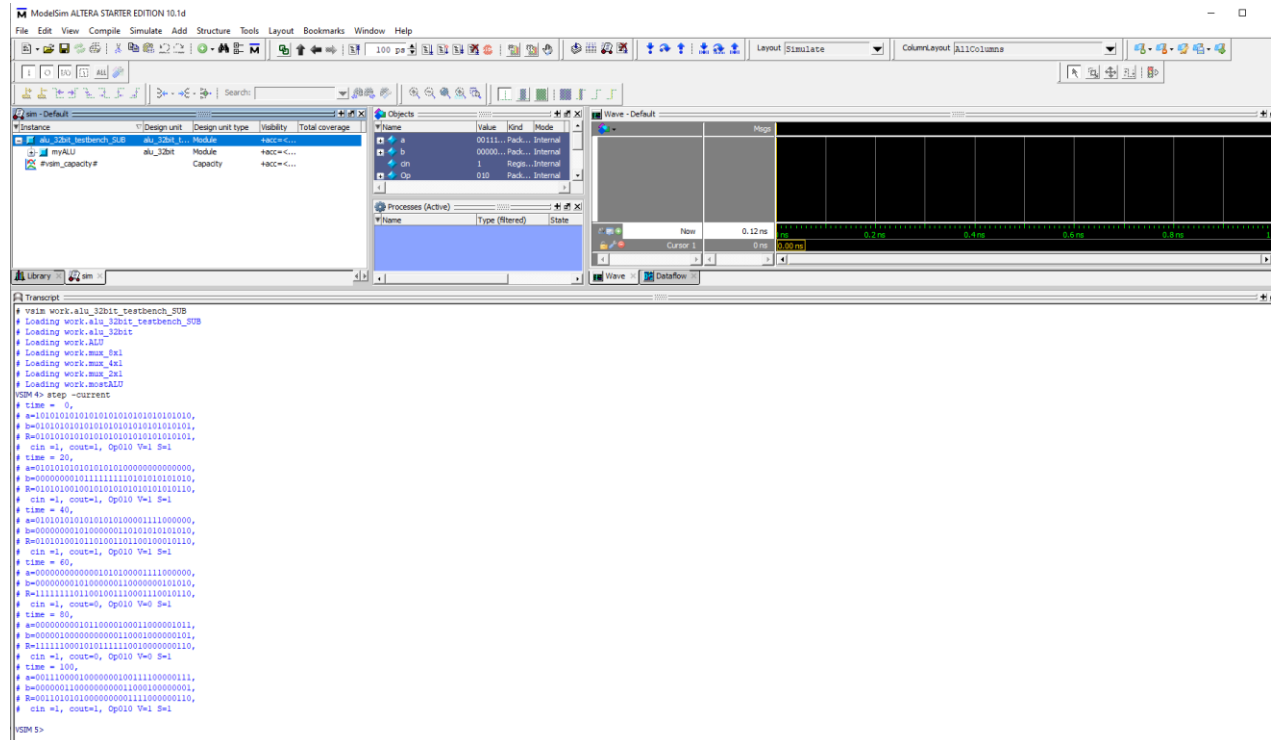 ModelSim ALTERA STARTER EDITION 10.1d
File Edit View Compile Simulate Add Structure Tools Layout Bookmarks Window Help
100 ps
Layout Simulate
ColumnLayout AllColumns
Search:
sim - Default
Instance Design unit Design unit type Visibility Total coverage
alu_32bit_testbench_SUB alu_32bit_t... Module +acc=<...
myALU alu_32bit Module +acc=<...
#vsim_capacity# Capacity +acc=<...
Library sim
Objects
Name Value Kind Mode
a 00111... Pack... Internal
b 00000... Pack... Internal
cin 1 Regis... Internal
Op 010 Pack... Internal
Processes (Active)
Name Type (filtered) State
Wave - Default
Msgs
Now 0.12 ns
Cursor 1 0 ns
0.00 ns
0.2 ns 0.4 ns 0.6 ns 0.8 ns
Wave Dataflow
Transcript
# vsim work.alu_32bit_testbench_SUB
# Loading work.alu_32bit_testbench_SUB
# Loading work.alu_32bit
# Loading work.ALU
# Loading work.mux_8x1
# Loading work.mux_4x1
# Loading work.mux_2x1
# Loading work.mostALU
VSIM 4> step -current
# time = 0,
# a=10101010101010101010101010101010,
# b=01010101010101010101010101010101,
# R=01010101010101010101010101010101,
# cin =1, cout=1, Op010 V=1 S=1
# time = 20,
# a=01010101010101010100000000000000,
# b=00000000101111111110101010101010,
# R=01010100100101010101010101010110,
# cin =1, cout=1, Op010 V=1 S=1
# time = 40,
# a=01010101010101010100001111000000,
# b=00000000101000000110101010101010,
# R=01010100101101001101100100010110,
# cin =1, cout=1, Op010 V=1 S=1
# time = 60,
# a=00000000000001010100001111000000,
# b=00000000101000000110000000101010,
# R=11111111011001001110001110010110,
# cin =1, cout=0, Op010 V=0 S=1
# time = 80,
# a=00000000010110000100011000001011,
# b=00000100000000000110001000000101,
# R=11111100010101111110010000000110,
# cin =1, cout=0, Op010 V=0 S=1
# time = 100,
# a=00111000010000000100111100000111,
# b=00000011000000000011000100000001,
# R=00110101010000000001111000000110,
# cin =1, cout=1, Op010 V=1 S=1
VSIM 5>